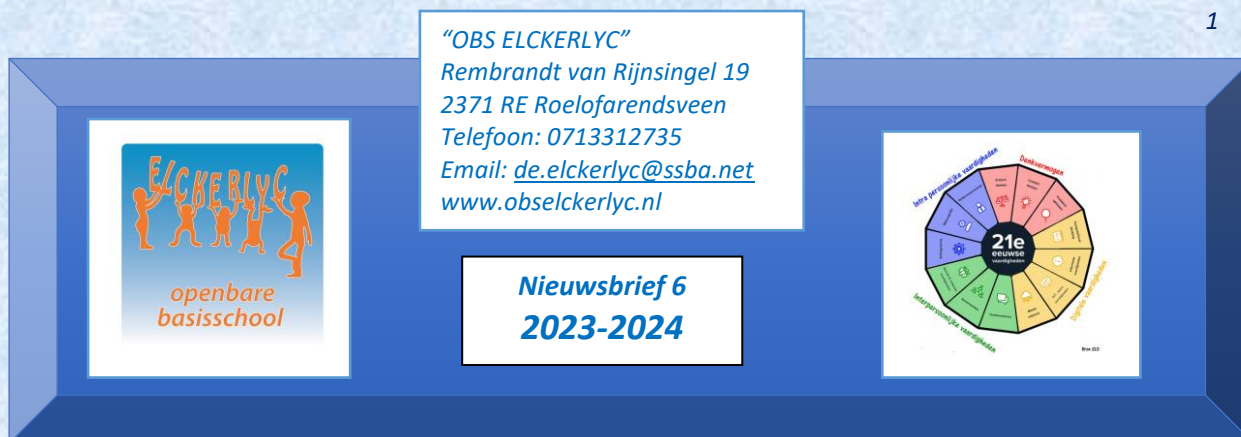 1
“OBS ELCKERLYC”
Rembrandt van Rijnsingel 19
2371 RE Roelofarendsveen
Telefoon: 0713312735
Email: de.elckerlyc@ssba.net
www.obselckerlyc.nl
ELCKERLYC
openbare
basisschool
Nieuwsbrief 6
2023-2024
Intra persoonlijke vaardigheden
Denkvermogen
21e
eeuwse
vaardigheden
Digitale vaardigheden
Interpersoonlijke vaardigheden